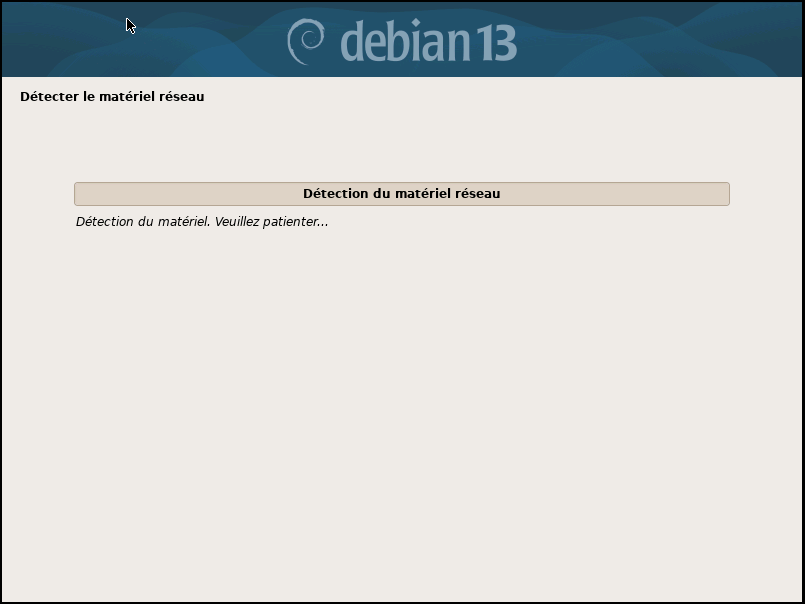 debian 13
Détecter le matériel réseau
Détection du matériel réseau
Détection du matériel. Veuillez patienter...